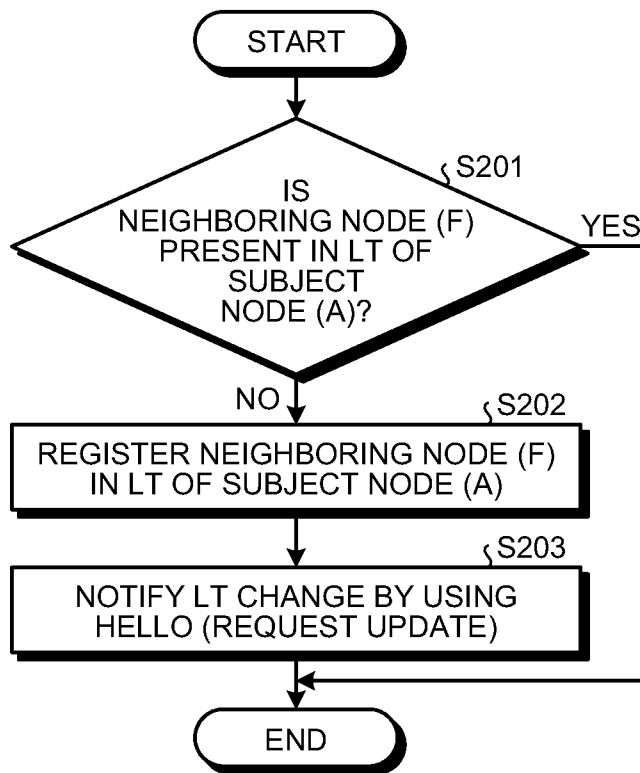 START
S201
IS
NEIGHBORING NODE (F)
PRESENT IN LT OF
SUBJECT
NODE (A)?
YES
NO
S202
REGISTER NEIGHBORING NODE (F)
IN LT OF SUBJECT NODE (A)
S203
NOTIFY LT CHANGE BY USING
HELLO (REQUEST UPDATE)
END